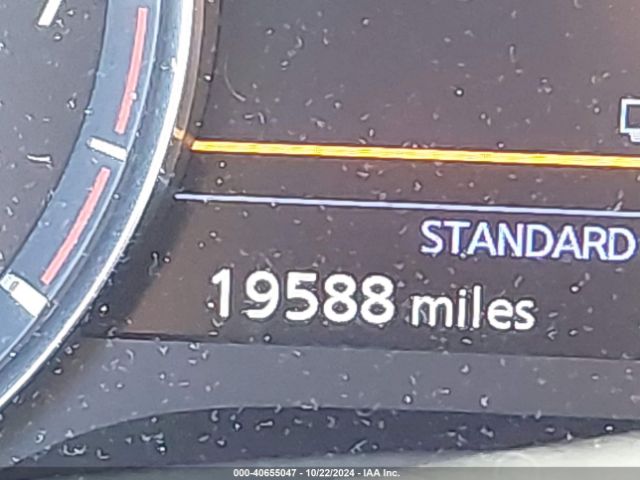 STANDARD
19588 miles
000-40655047 - 10/22/2024 - IAA Inc.